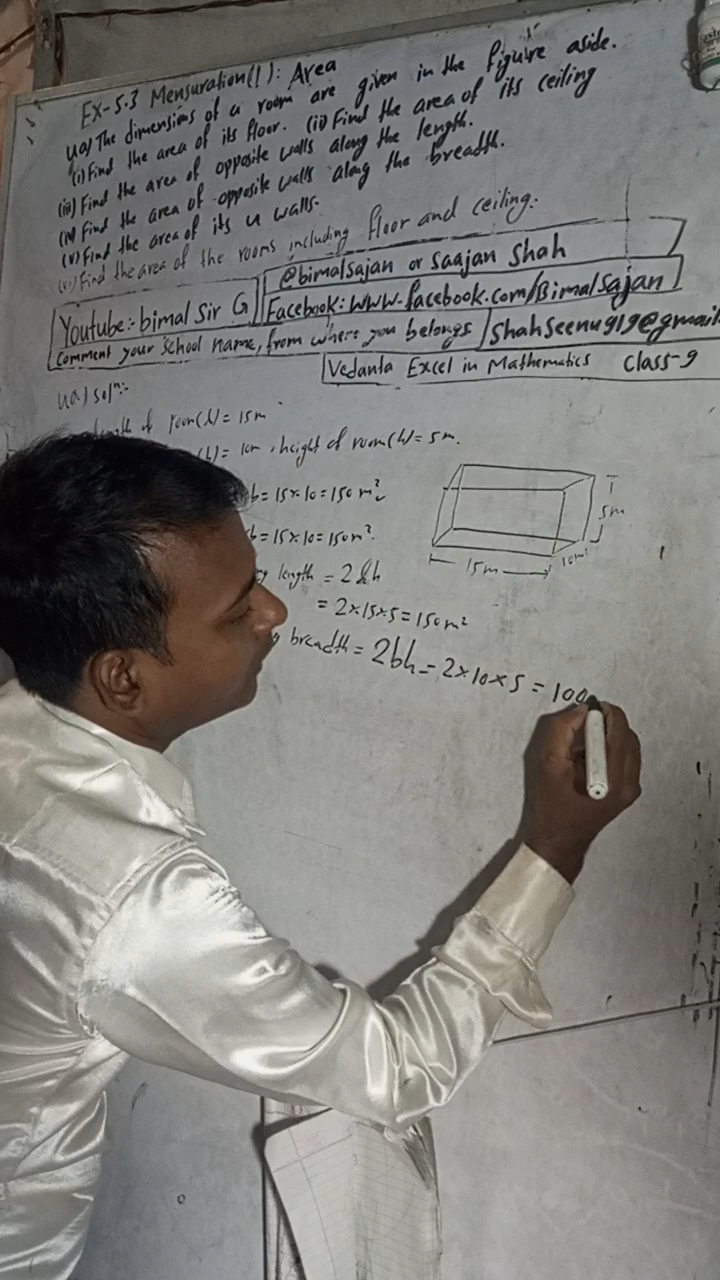 Ex-5.3 Mensuration(I): Area
4a) The dimensions of a room are given in the figure aside.
(i) Find the area of its floor. (ii) Find the area of its ceiling
(iii) Find the area of opposite walls along the length.
(iv) Find the area of opposite walls along the breadth.
(v) Find the area of its 4 walls.
(vi) Find the area of the rooms including floor and ceiling.
Youtube:- bimal Sir G
@bimalsajan or Saajan Shah
Facebook: www.facebook.com/Bimalsajan
Comment your school name, from where you belongs
Shahseenu919@gmail
Vedanta Excel in Mathematics Class-9
4a) solⁿ:-
length of room(l) = 15m
(b) = 10m, height of room(h) = 5m.
b = 15×10 = 150 m²
b = 15×10 = 150m².
length = 2lh
= 2×15×5 = 150m²
breadth = 2bh = 2×10×5 = 100
5m
15m
10m